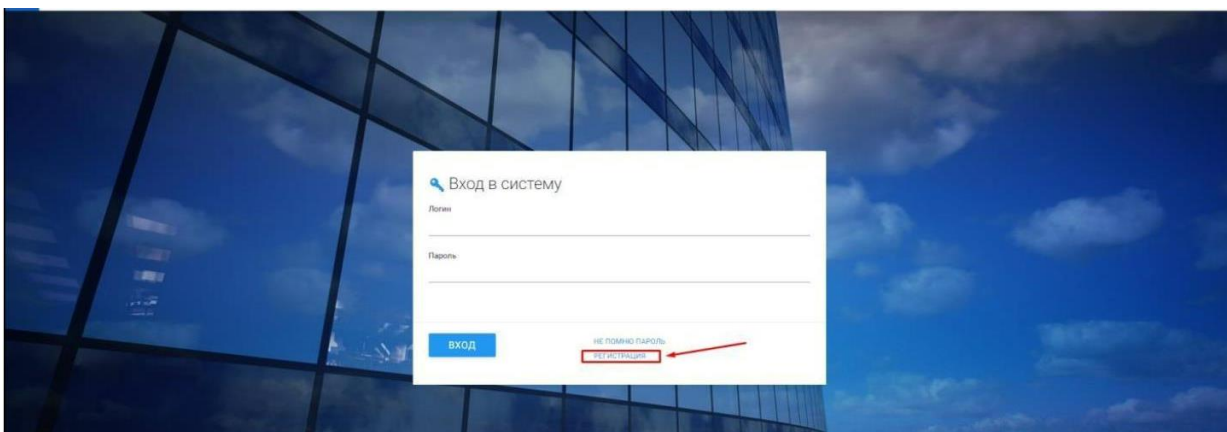 Вход в систему
Логин
Пароль
ВХОД
НЕ ПОМНЮ ПАРОЛЬ
РЕГИСТРАЦИЯ